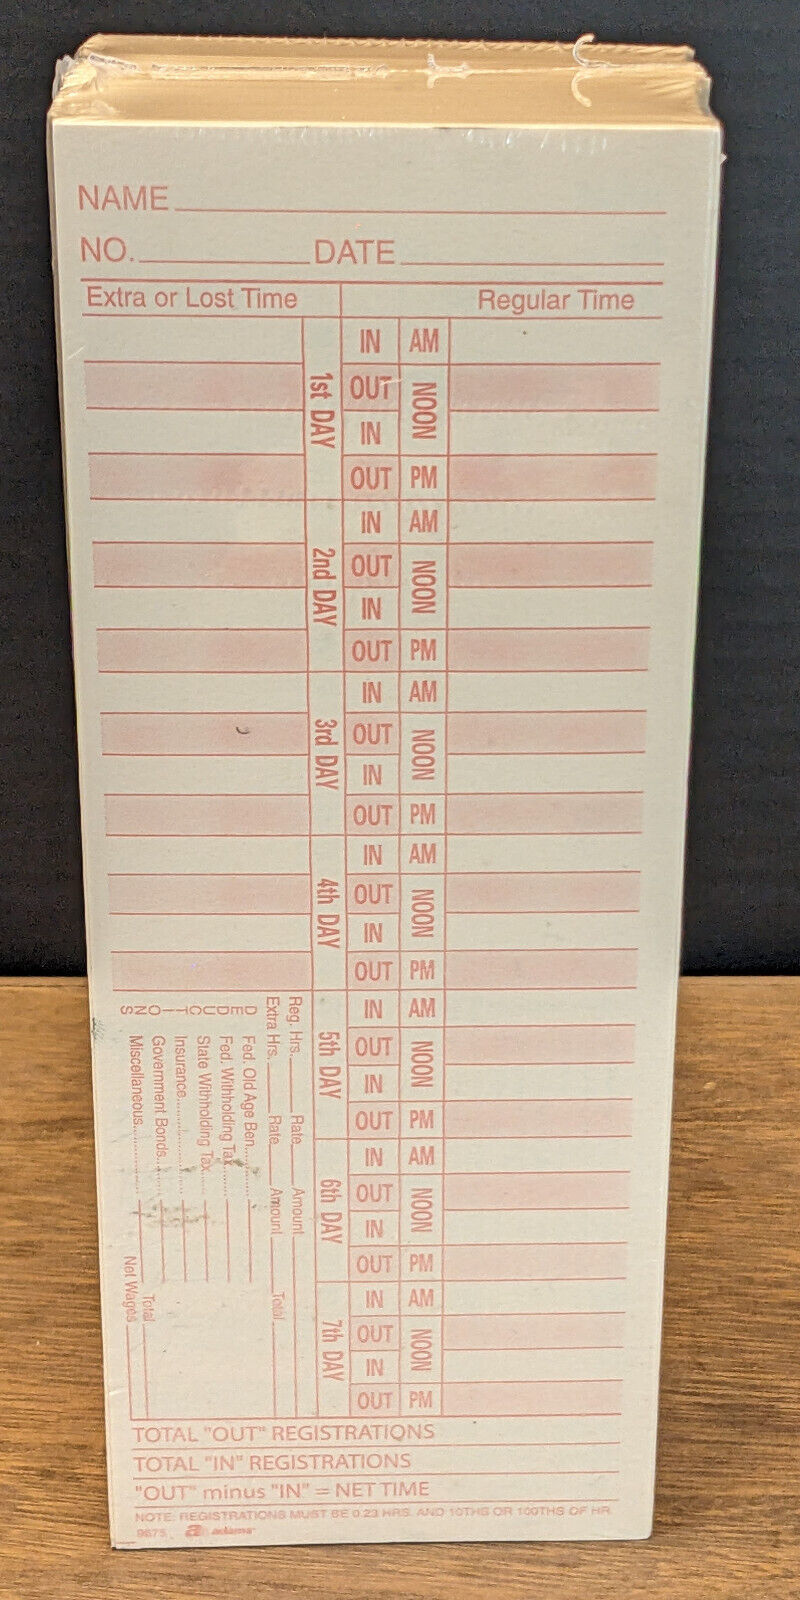 NAME
NO. DATE
Extra or Lost Time Regular Time
1st DAY
IN AM
OUT NOON
IN
OUT PM
2nd DAY
IN AM
OUT NOON
IN
OUT PM
3rd DAY
IN AM
OUT NOON
IN
OUT PM
4th DAY
IN AM
OUT NOON
IN
OUT PM
5th DAY
IN AM
OUT NOON
IN
OUT PM
6th DAY
IN AM
OUT NOON
IN
OUT PM
7th DAY
IN AM
OUT NOON
IN
OUT PM
Reg. Hrs. Rate Amount
Extra Hrs. Rate Amount Total
DEDUCTIONS
Fed. Old Age Ben.
Fed. Withholding Tax
State Withholding Tax
Insurance
Government Bonds
Miscellaneous
Total
Net Wages
TOTAL "OUT" REGISTRATIONS
TOTAL "IN" REGISTRATIONS
"OUT" minus "IN" = NET TIME
NOTE: REGISTRATIONS MUST BE 0.23 HRS. AND 10THS OR 100THS OF HR.
9675 adams